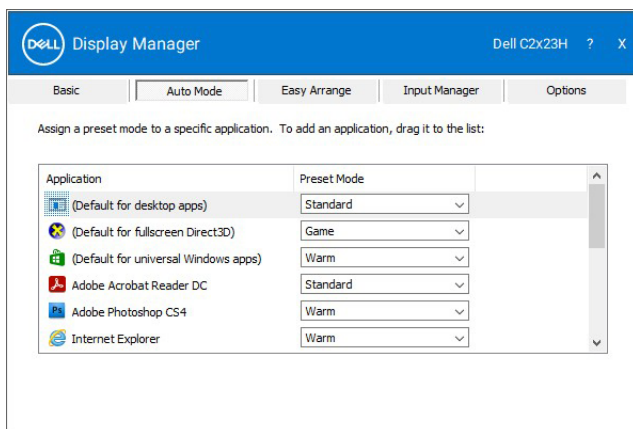 DELL Display Manager Dell C2x23H ? X
Basic Auto Mode Easy Arrange Input Manager Options
Assign a preset mode to a specific application. To add an application, drag it to the list:
Application Preset Mode
(Default for desktop apps) Standard
(Default for fullscreen Direct3D) Game
(Default for universal Windows apps) Warm
Adobe Acrobat Reader DC Standard
Ps Adobe Photoshop CS4 Warm
Internet Explorer Warm